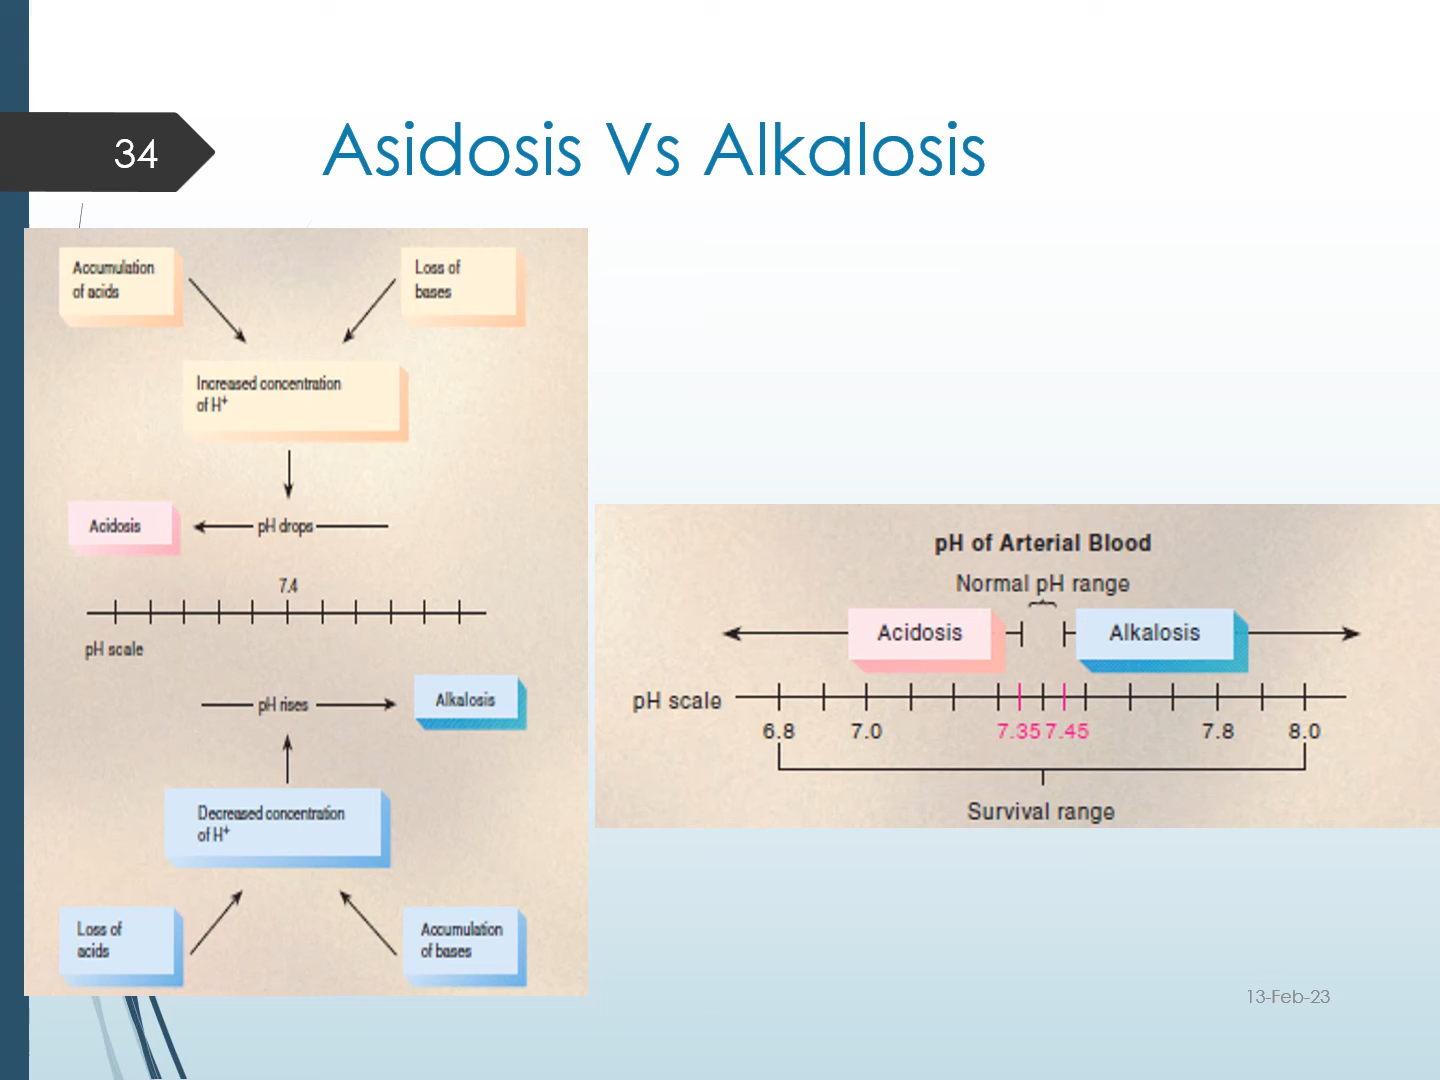 34
Asidosis Vs Alkalosis
Accumulation
of acids
Loss of
bases
Increased concentration
of H⁺
Acidosis
pH drops
7.4
pH scale
pH rises
Alkalosis
Decreased concentration
of H⁺
Loss of
acids
Accumulation
of bases
pH of Arterial Blood
Normal pH range
Acidosis
Alkalosis
pH scale
6.8 7.0 7.35 7.45 7.8 8.0
Survival range
13-Feb-23